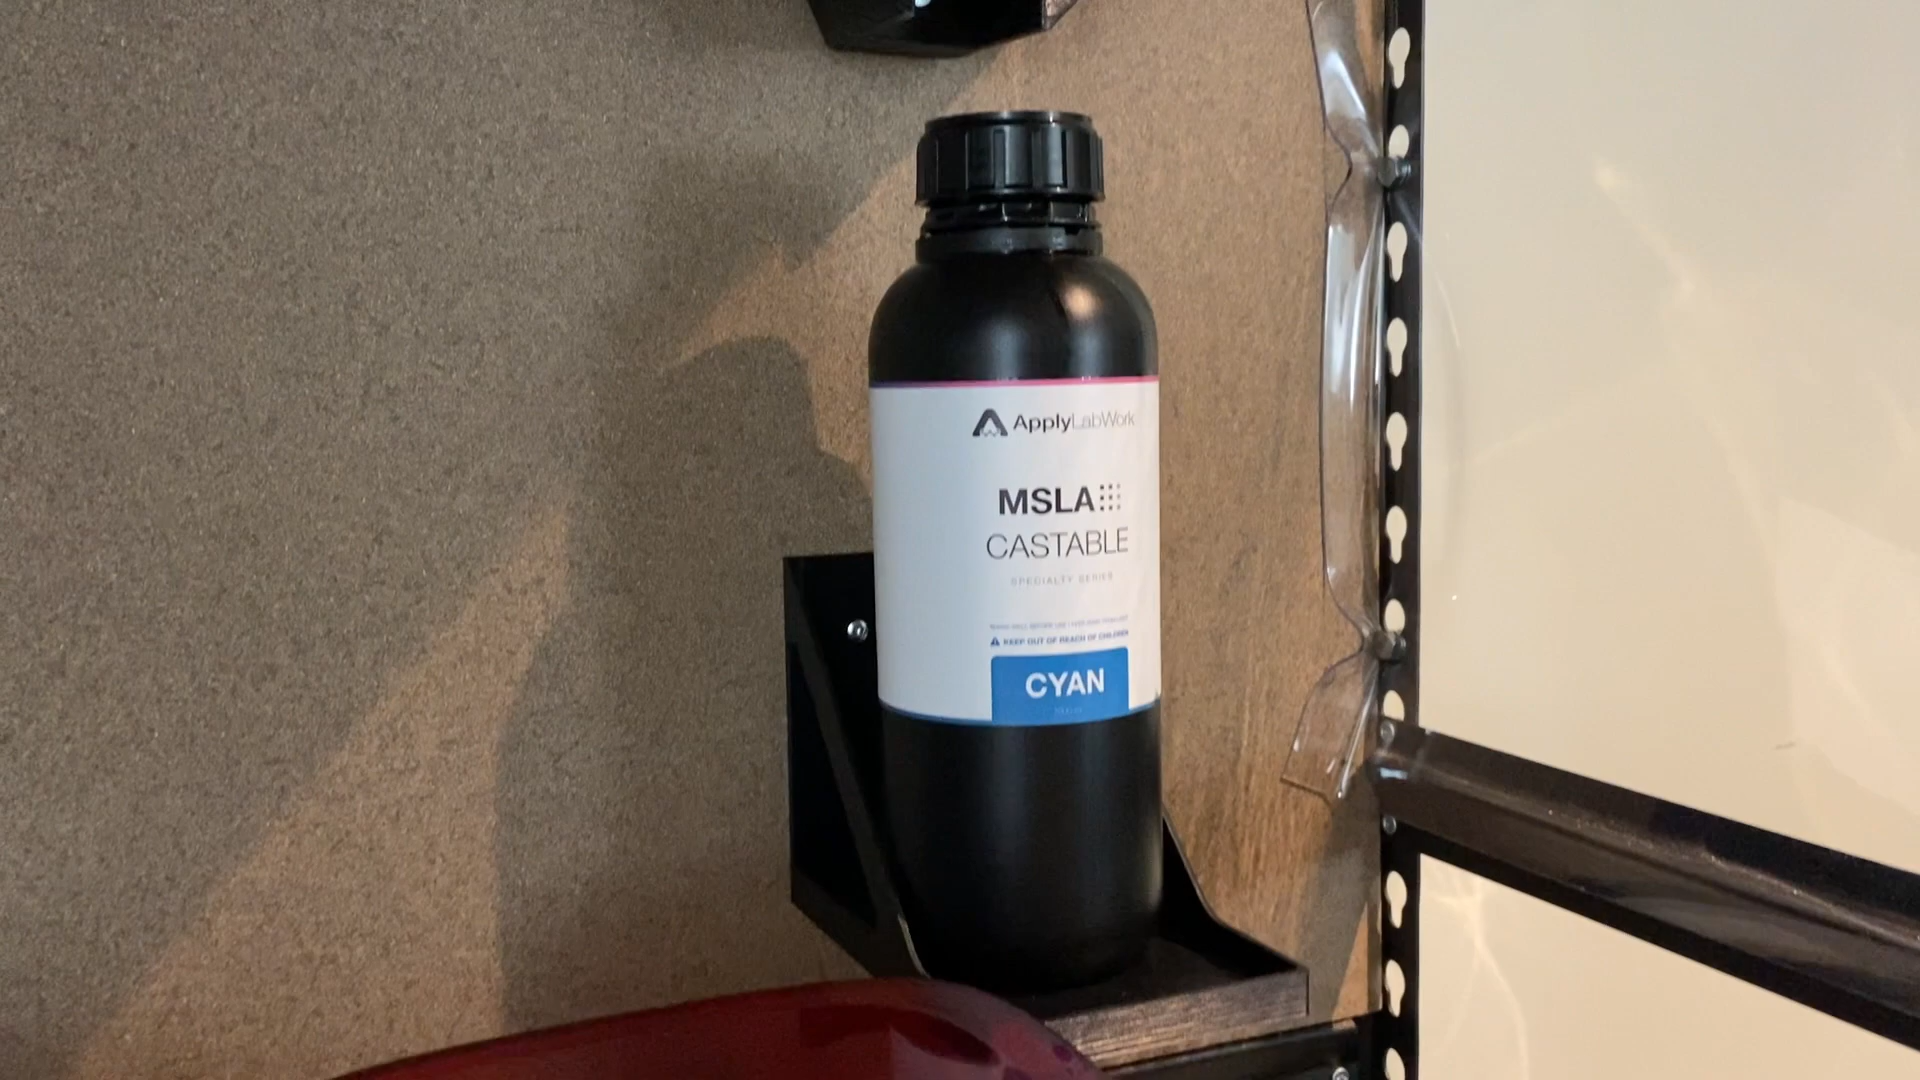 ApplyLabWork
MSLA
CASTABLE
SPECIALTY SERIES
KEEP OUT OF REACH OF CHILDREN
CYAN